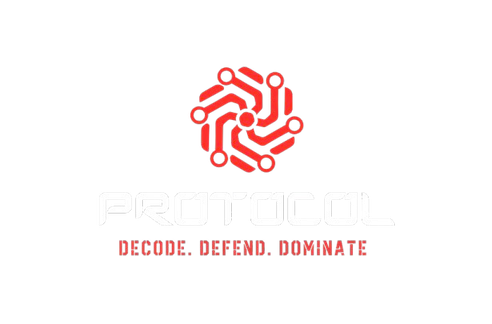 PROTOCOL
DECODE. DEFEND. DOMINATE